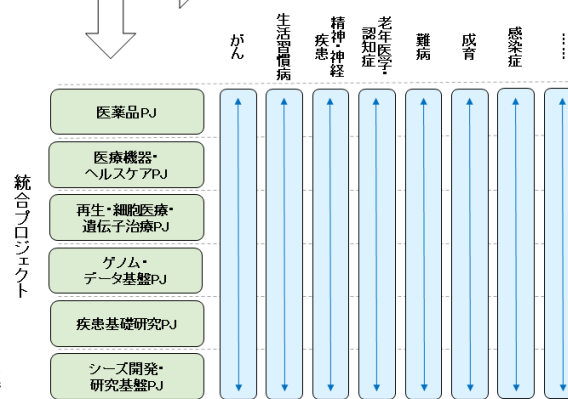 がん
生活習慣病
精神・神経
疾患
老年医学・
認知症
難病
成育
感染症
……
統合プロジェクト
医薬品PJ
医療機器・
ヘルスケアPJ
再生・細胞医療・
遺伝子治療PJ
ゲノム・
データ基盤PJ
疾患基礎研究PJ
シーズ開発・
研究基盤PJ